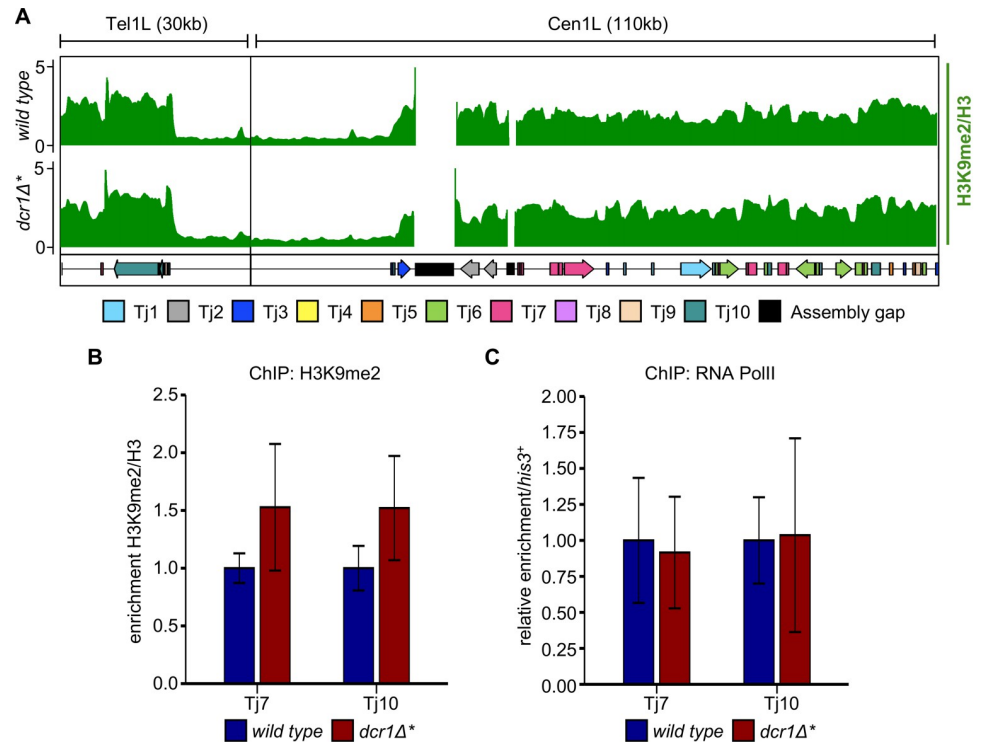 A
Tel1L (30kb) Cen1L (110kb)
wild type
5
0
dcr1Δ*
5
0
H3K9me2/H3
Tj1 Tj2 Tj3 Tj4 Tj5 Tj6 Tj7 Tj8 Tj9 Tj10 Assembly gap
B
ChIP: H3K9me2
enrichment H3K9me2/H3
2.5
2.0
1.5
1.0
0.5
0.0
Tj7 Tj10
wild type dcr1Δ*
C
ChIP: RNA PolII
relative enrichment/his3⁺
2.00
1.75
1.50
1.25
1.00
0.75
0.50
0.25
0.00
Tj7 Tj10
wild type dcr1Δ*